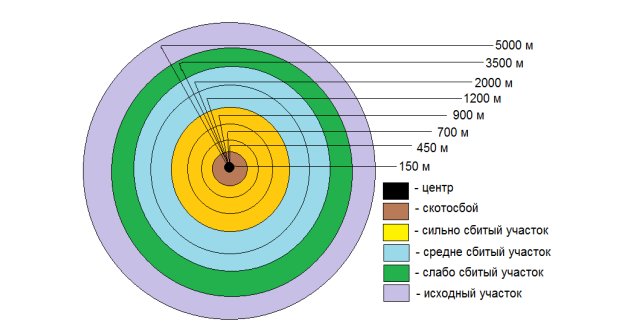 5000 м
3500 м
2000 м
1200 м
900 м
700 м
450 м
150 м
- центр
- скотосбой
- сильно сбитый участок
- средне сбитый участок
- слабо сбитый участок
- исходный участок